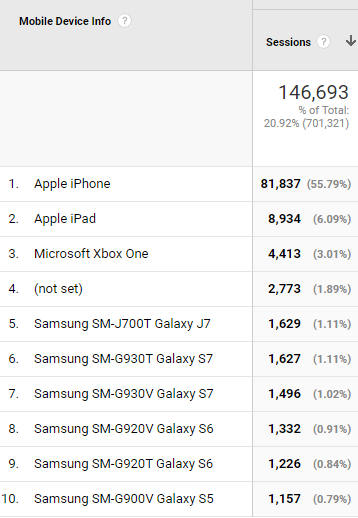 Mobile Device Info ?
Sessions ?
146,693
% of Total:
20.92% (701,321)
1. Apple iPhone 81,837 (55.79%)
2. Apple iPad 8,934 (6.09%)
3. Microsoft Xbox One 4,413 (3.01%)
4. (not set) 2,773 (1.89%)
5. Samsung SM-J700T Galaxy J7 1,629 (1.11%)
6. Samsung SM-G930T Galaxy S7 1,627 (1.11%)
7. Samsung SM-G930V Galaxy S7 1,496 (1.02%)
8. Samsung SM-G920V Galaxy S6 1,332 (0.91%)
9. Samsung SM-G920T Galaxy S6 1,226 (0.84%)
10. Samsung SM-G900V Galaxy S5 1,157 (0.79%)